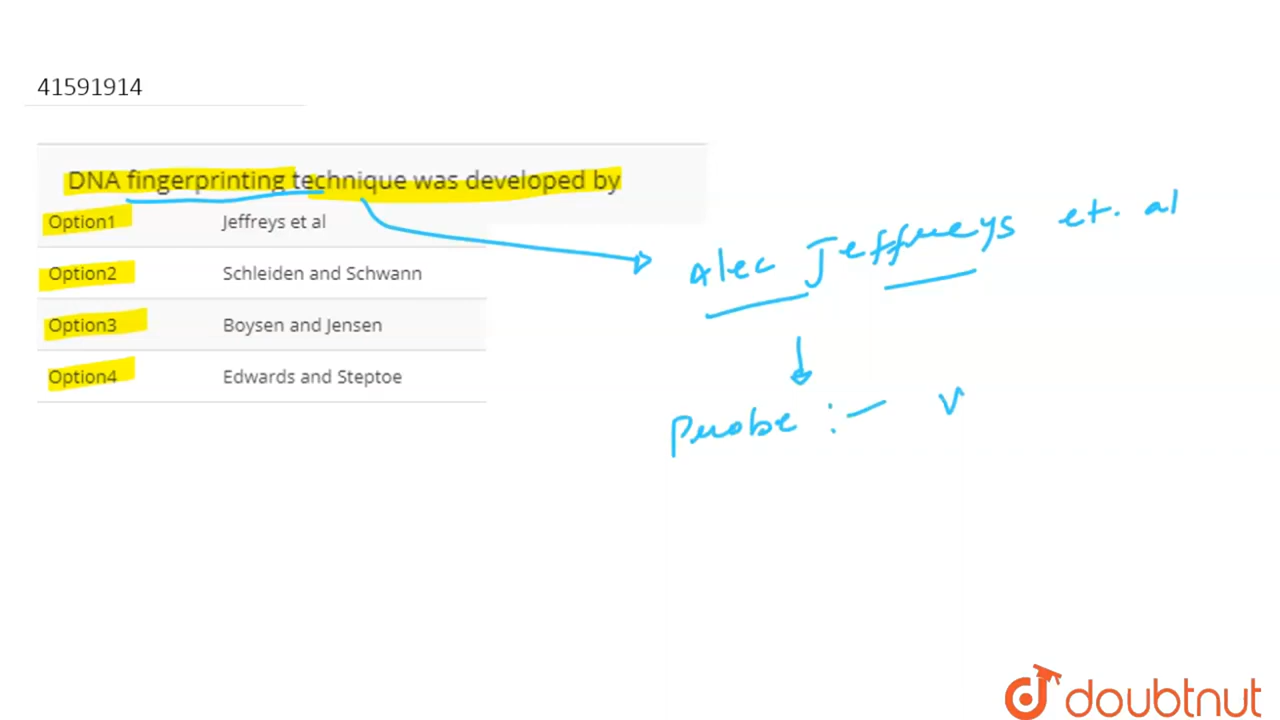 41591914
DNA fingerprinting technique was developed by
Option1 Jeffreys et al
Option2 Schleiden and Schwann
Option3 Boysen and Jensen
Option4 Edwards and Steptoe
Alec Jeffreys et. al
Probe :- V
doubtnut